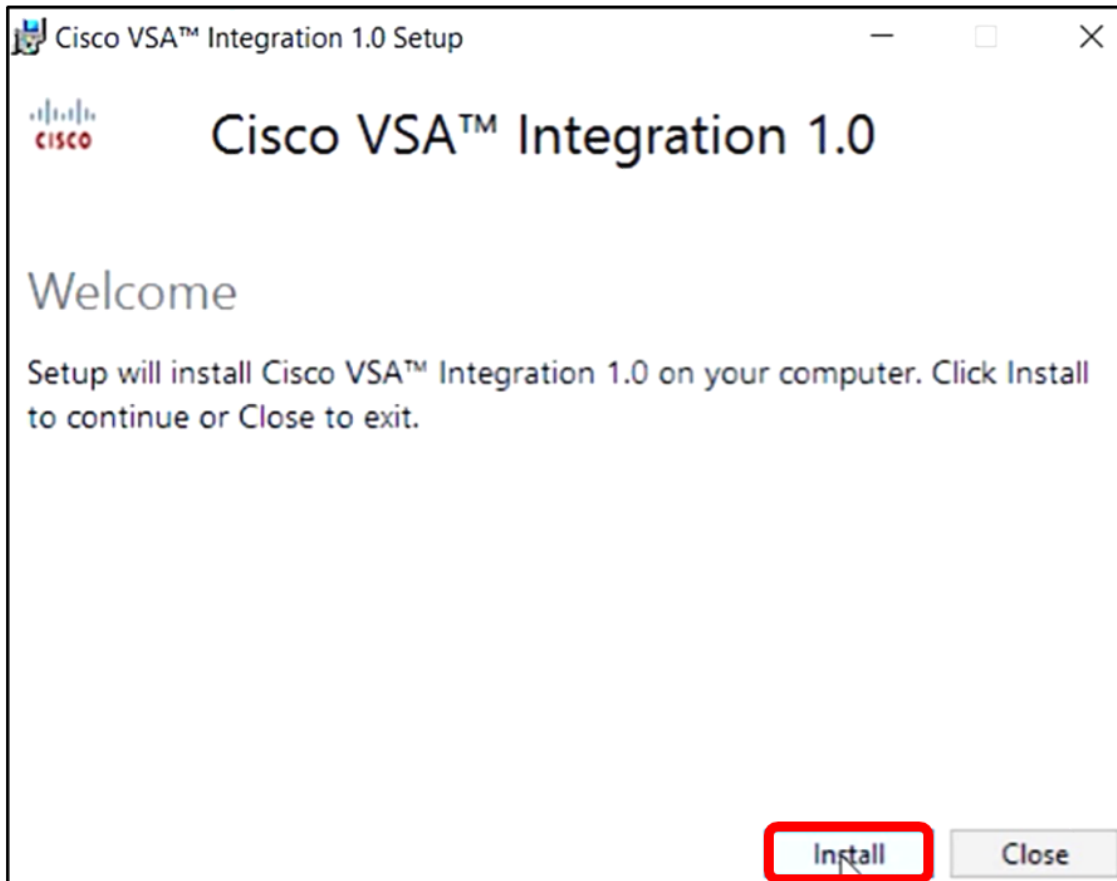 Cisco VSA™ Integration 1.0 Setup
CISCO
Cisco VSA™ Integration 1.0
Welcome
Setup will install Cisco VSA™ Integration 1.0 on your computer. Click Install
to continue or Close to exit.
Install
Close